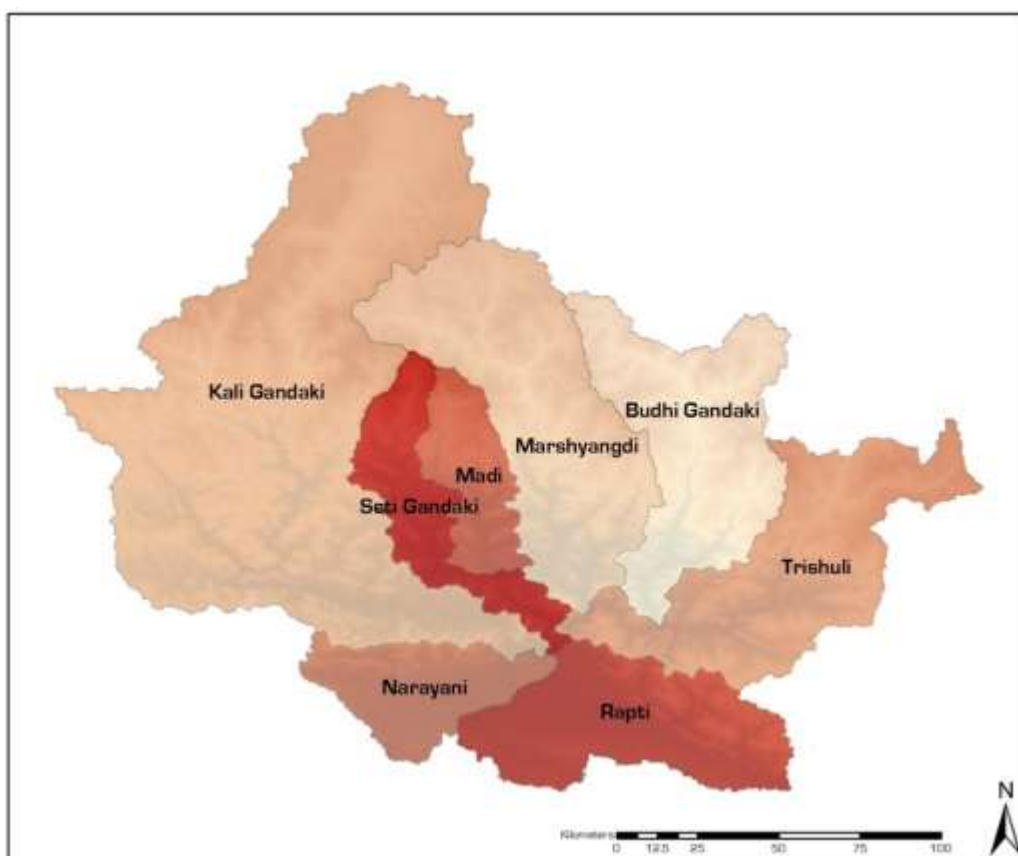 Kali Gandaki
Budhi Gandaki
Marshyangdi
Madi
Seti Gandaki
Trishuli
Narayani
Rapti
N
Kilometers
0 12.5 25 50 75 100